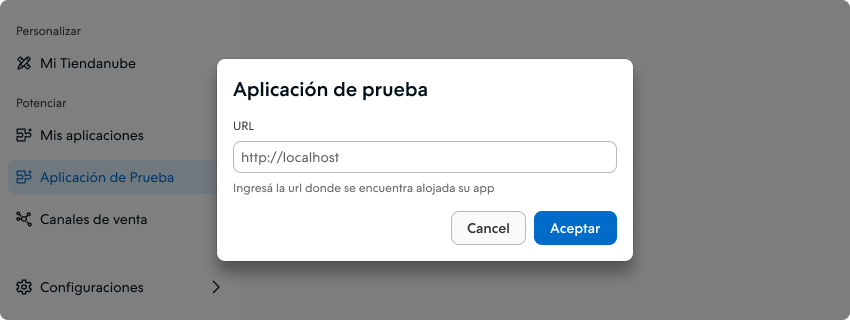 Personalizar
Mi Tiendanube
Potenciar
Mis aplicaciones
Aplicación de Prueba
Canales de venta
Configuraciones
Aplicación de prueba
URL
http://localhost
Ingresá la url donde se encuentra alojada su app
Cancel
Aceptar